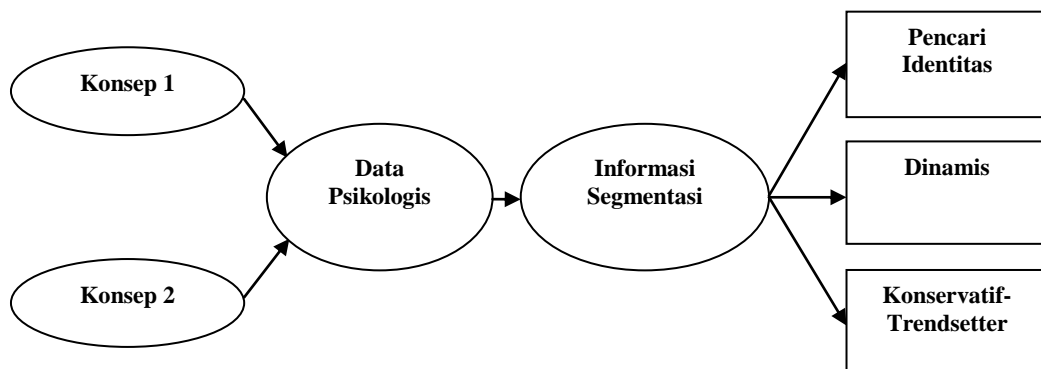 Konsep 1
Konsep 2
Data
Psikologis
Informasi
Segmentasi
Pencari
Identitas
Dinamis
Konservatif-
Trendsetter